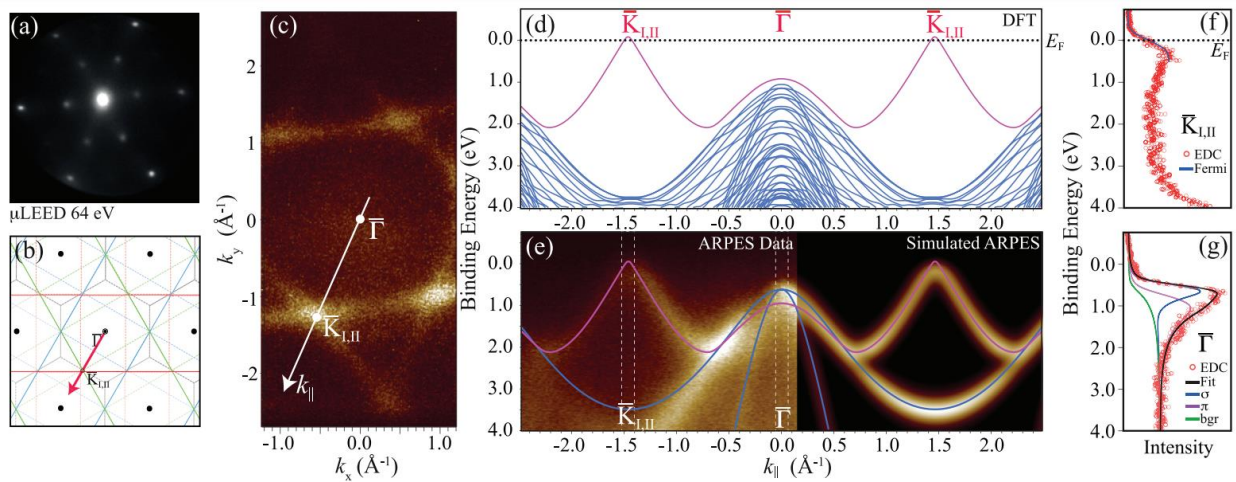 (a)
μLEED 64 eV
(b)
Γ̅
K̅I,II
(c)
2
1
0
-1
-2
ky (Å-1)
Γ̅
K̅I,II
k||
-1.0
0.0
1.0
kx (Å-1)
(d)
K̅I,II
Γ̅
K̅I,II
DFT
EF
0.0
1.0
2.0
3.0
4.0
-2.0
-1.5
-1.0
-0.5
0.0
0.5
1.0
1.5
2.0
Binding Energy (eV)
(e)
ARPES Data
Simulated ARPES
0.0
1.0
2.0
3.0
4.0
K̅I,II
Γ̅
-2.0
-1.5
-1.0
-0.5
0.0
0.5
1.0
1.5
2.0
k|| (Å-1)
(f)
0.0
1.0
2.0
3.0
4.0
EF
K̅I,II
EDC
Fermi
Binding Energy (eV)
(g)
0.0
1.0
2.0
3.0
4.0
Γ̅
EDC
Fit
σ
π
bgr
Intensity